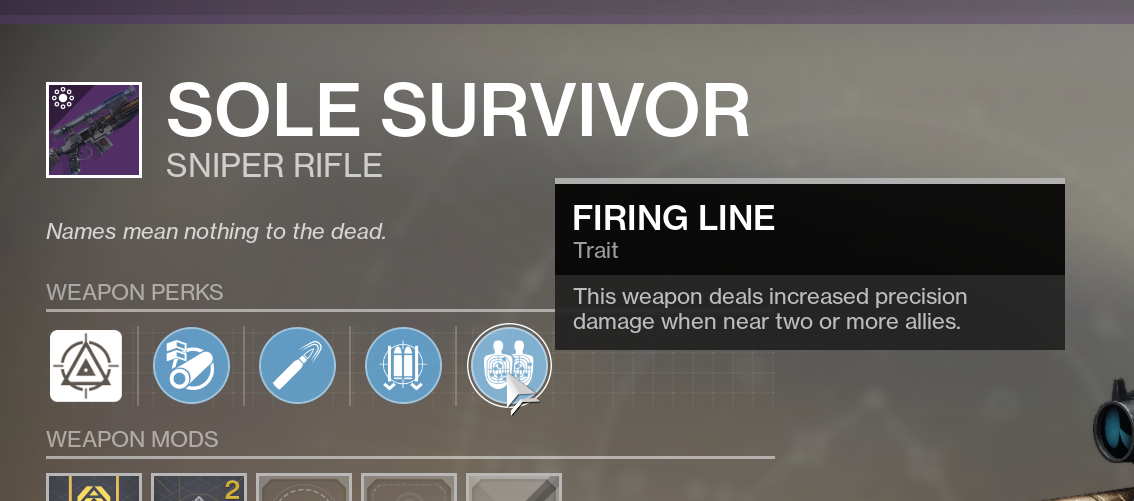 SOLE SURVIVOR
SNIPER RIFLE
Names mean nothing to the dead.
FIRING LINE
Trait
This weapon deals increased precision
damage when near two or more allies.
WEAPON PERKS
WEAPON MODS
2